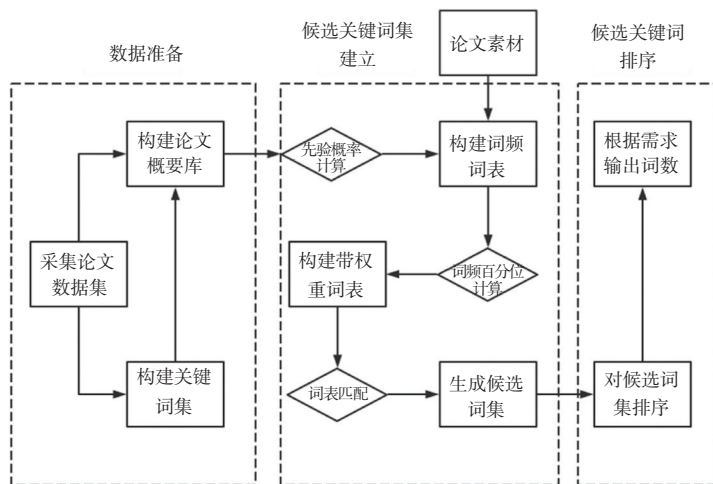 数据准备
候选关键词集
建立
论文素材
候选关键词
排序
构建论文
概要库
先验概率
计算
构建词频
词表
根据需求
输出词数
采集论文
数据集
构建带权
重词表
词频百分位
计算
构建关键
词集
词表匹配
生成候选
词集
对候选词
集排序